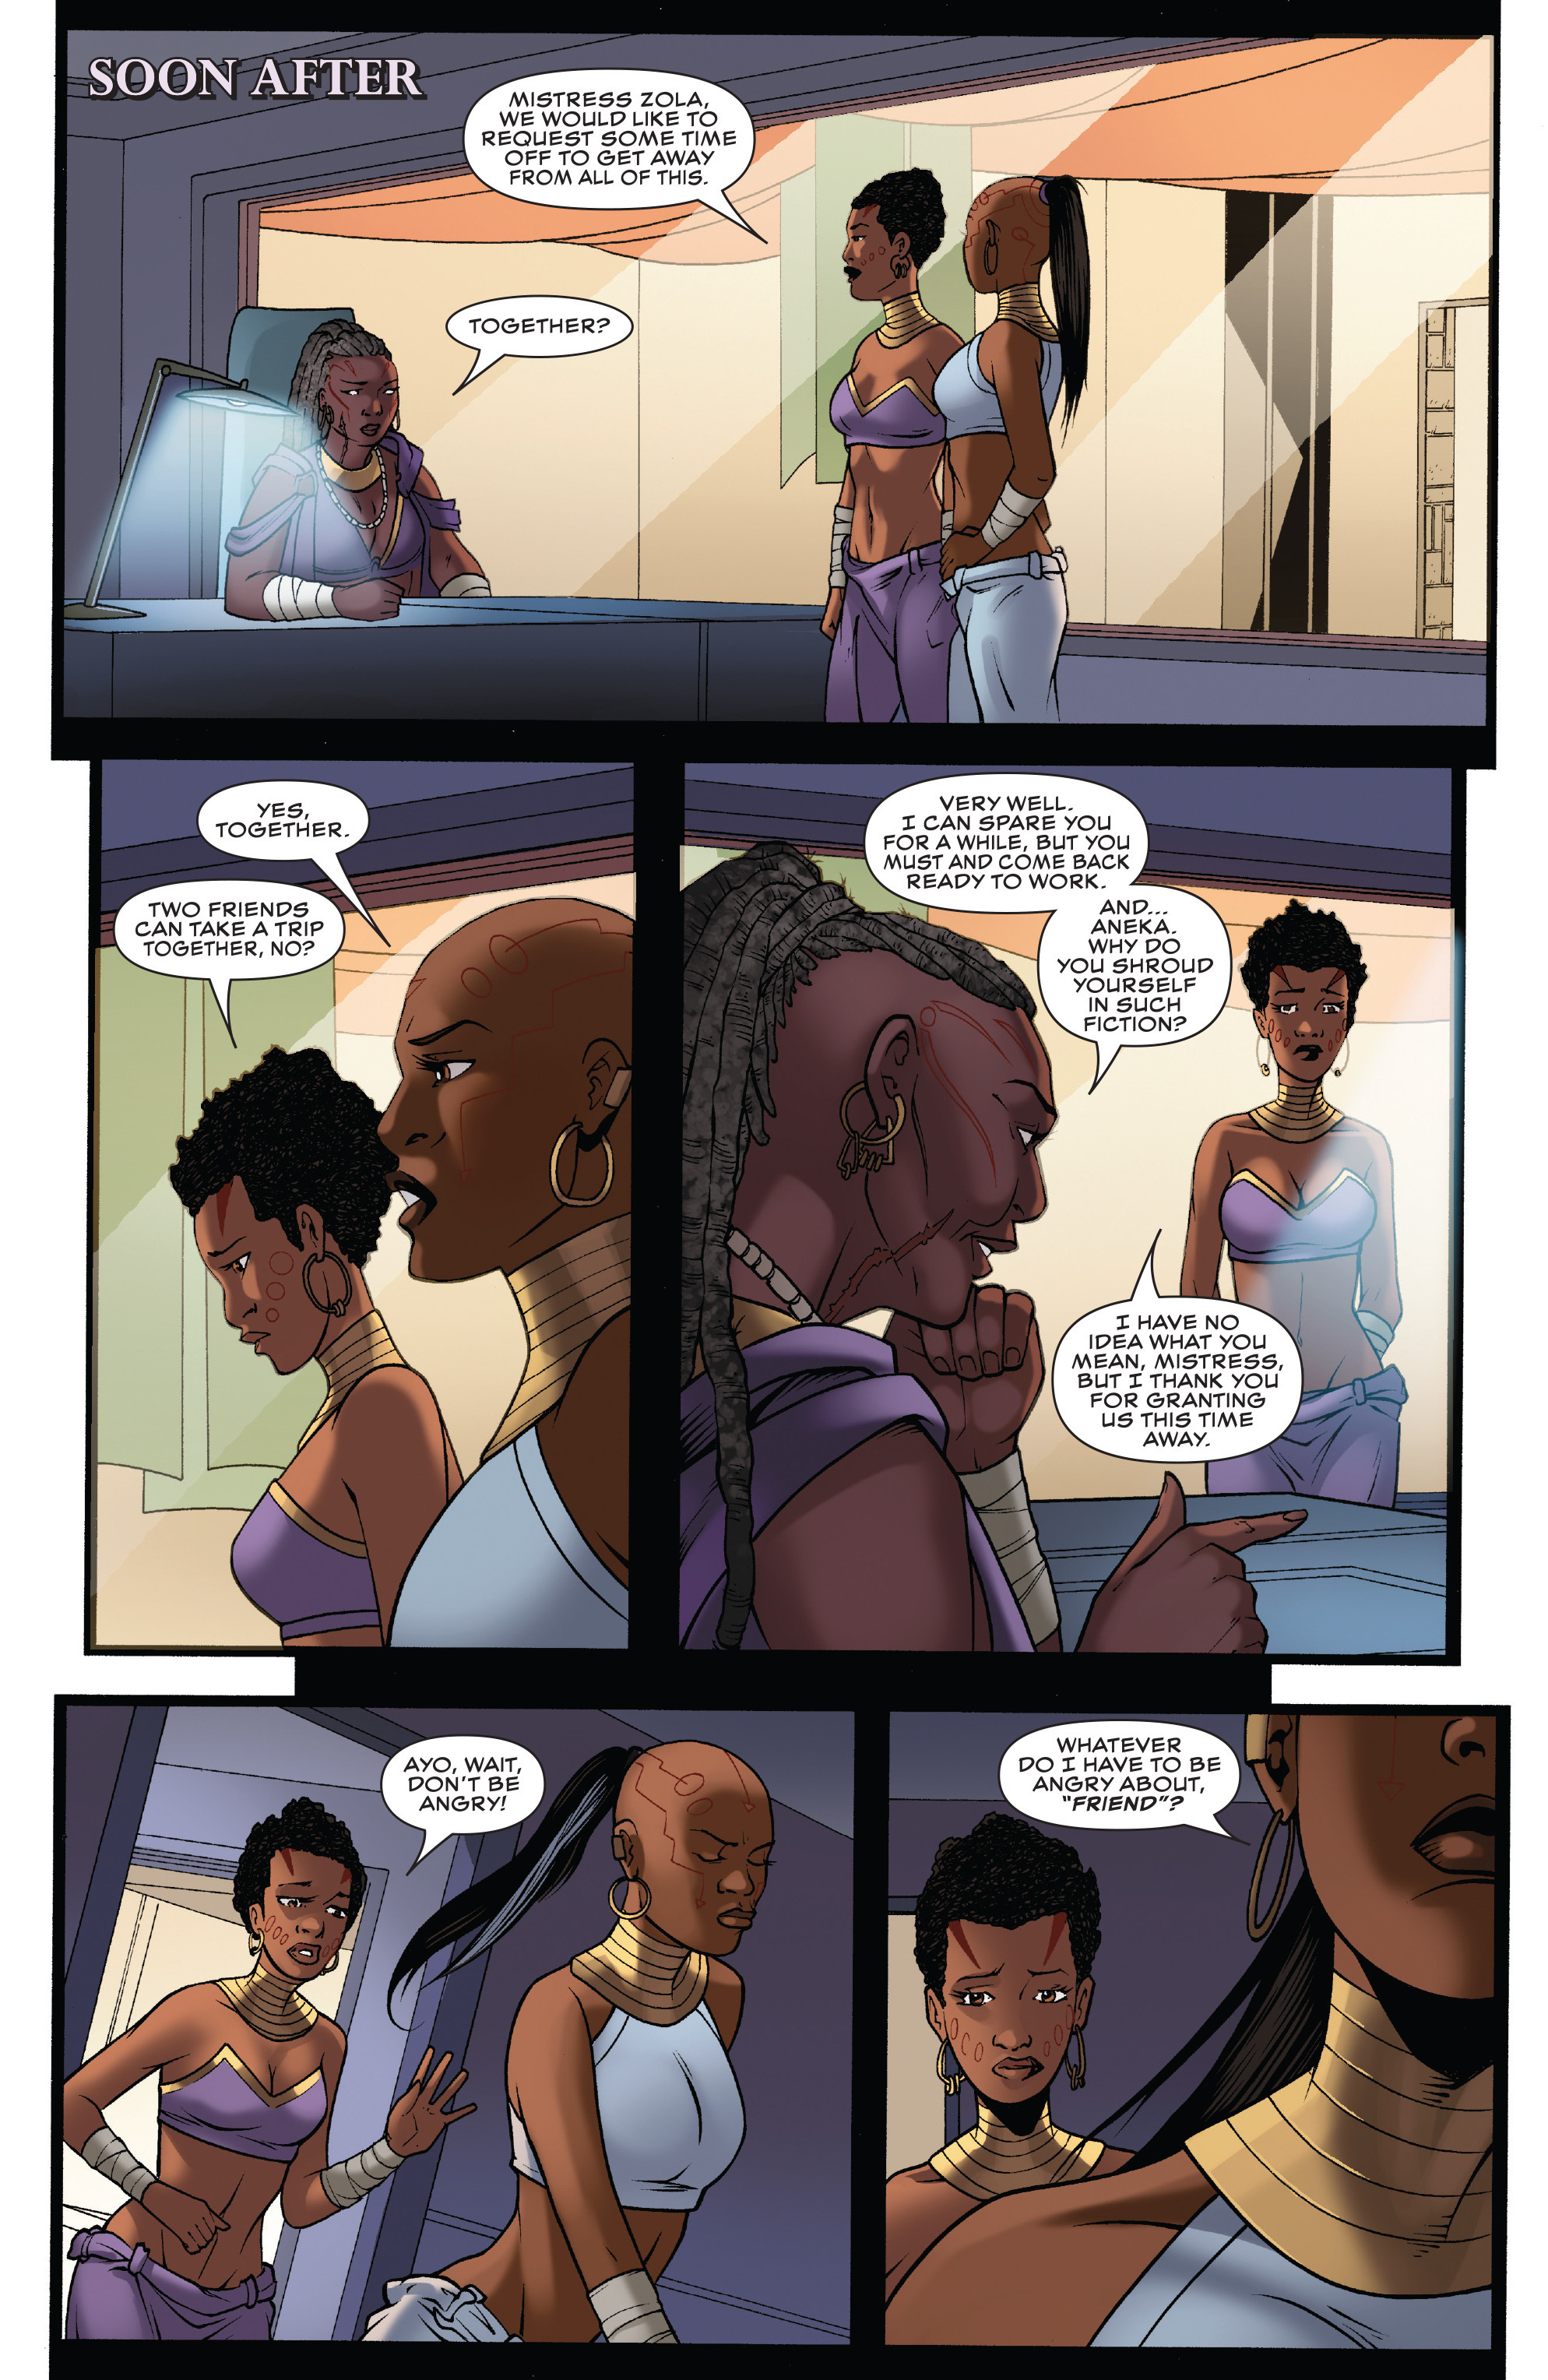 SOON AFTER
MISTRESS ZOLA,
WE WOULD LIKE TO
REQUEST SOME TIME
OFF TO GET AWAY
FROM ALL OF THIS.
TOGETHER?
YES,
TOGETHER.
TWO FRIENDS
CAN TAKE A TRIP
TOGETHER, NO?
VERY WELL.
I CAN SPARE YOU
FOR A WHILE, BUT YOU
MUST AND COME BACK
READY TO WORK.
AND...
ANEKA.
WHY DO
YOU SHROUD
YOURSELF
IN SUCH
FICTION?
I HAVE NO
IDEA WHAT YOU
MEAN, MISTRESS,
BUT I THANK YOU
FOR GRANTING
US THIS TIME
AWAY.
AYO, WAIT,
DON'T BE
ANGRY!
WHATEVER
DO I HAVE TO BE
ANGRY ABOUT,
"FRIEND"?